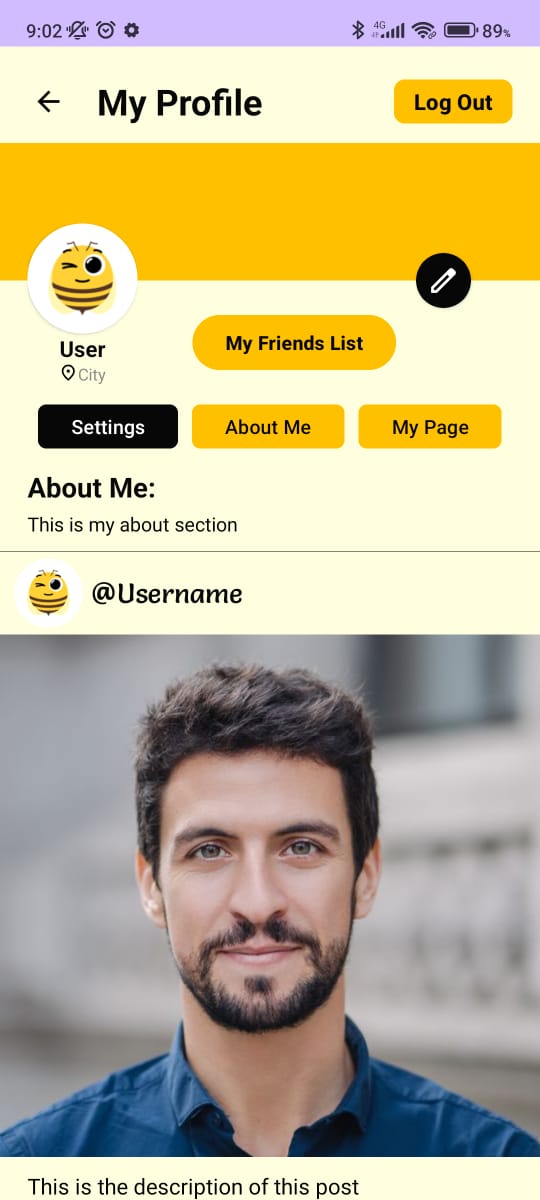 9:02 4G 89%
My Profile Log Out
User
City
My Friends List
Settings About Me My Page
About Me:
This is my about section
@Username
This is the description of this post